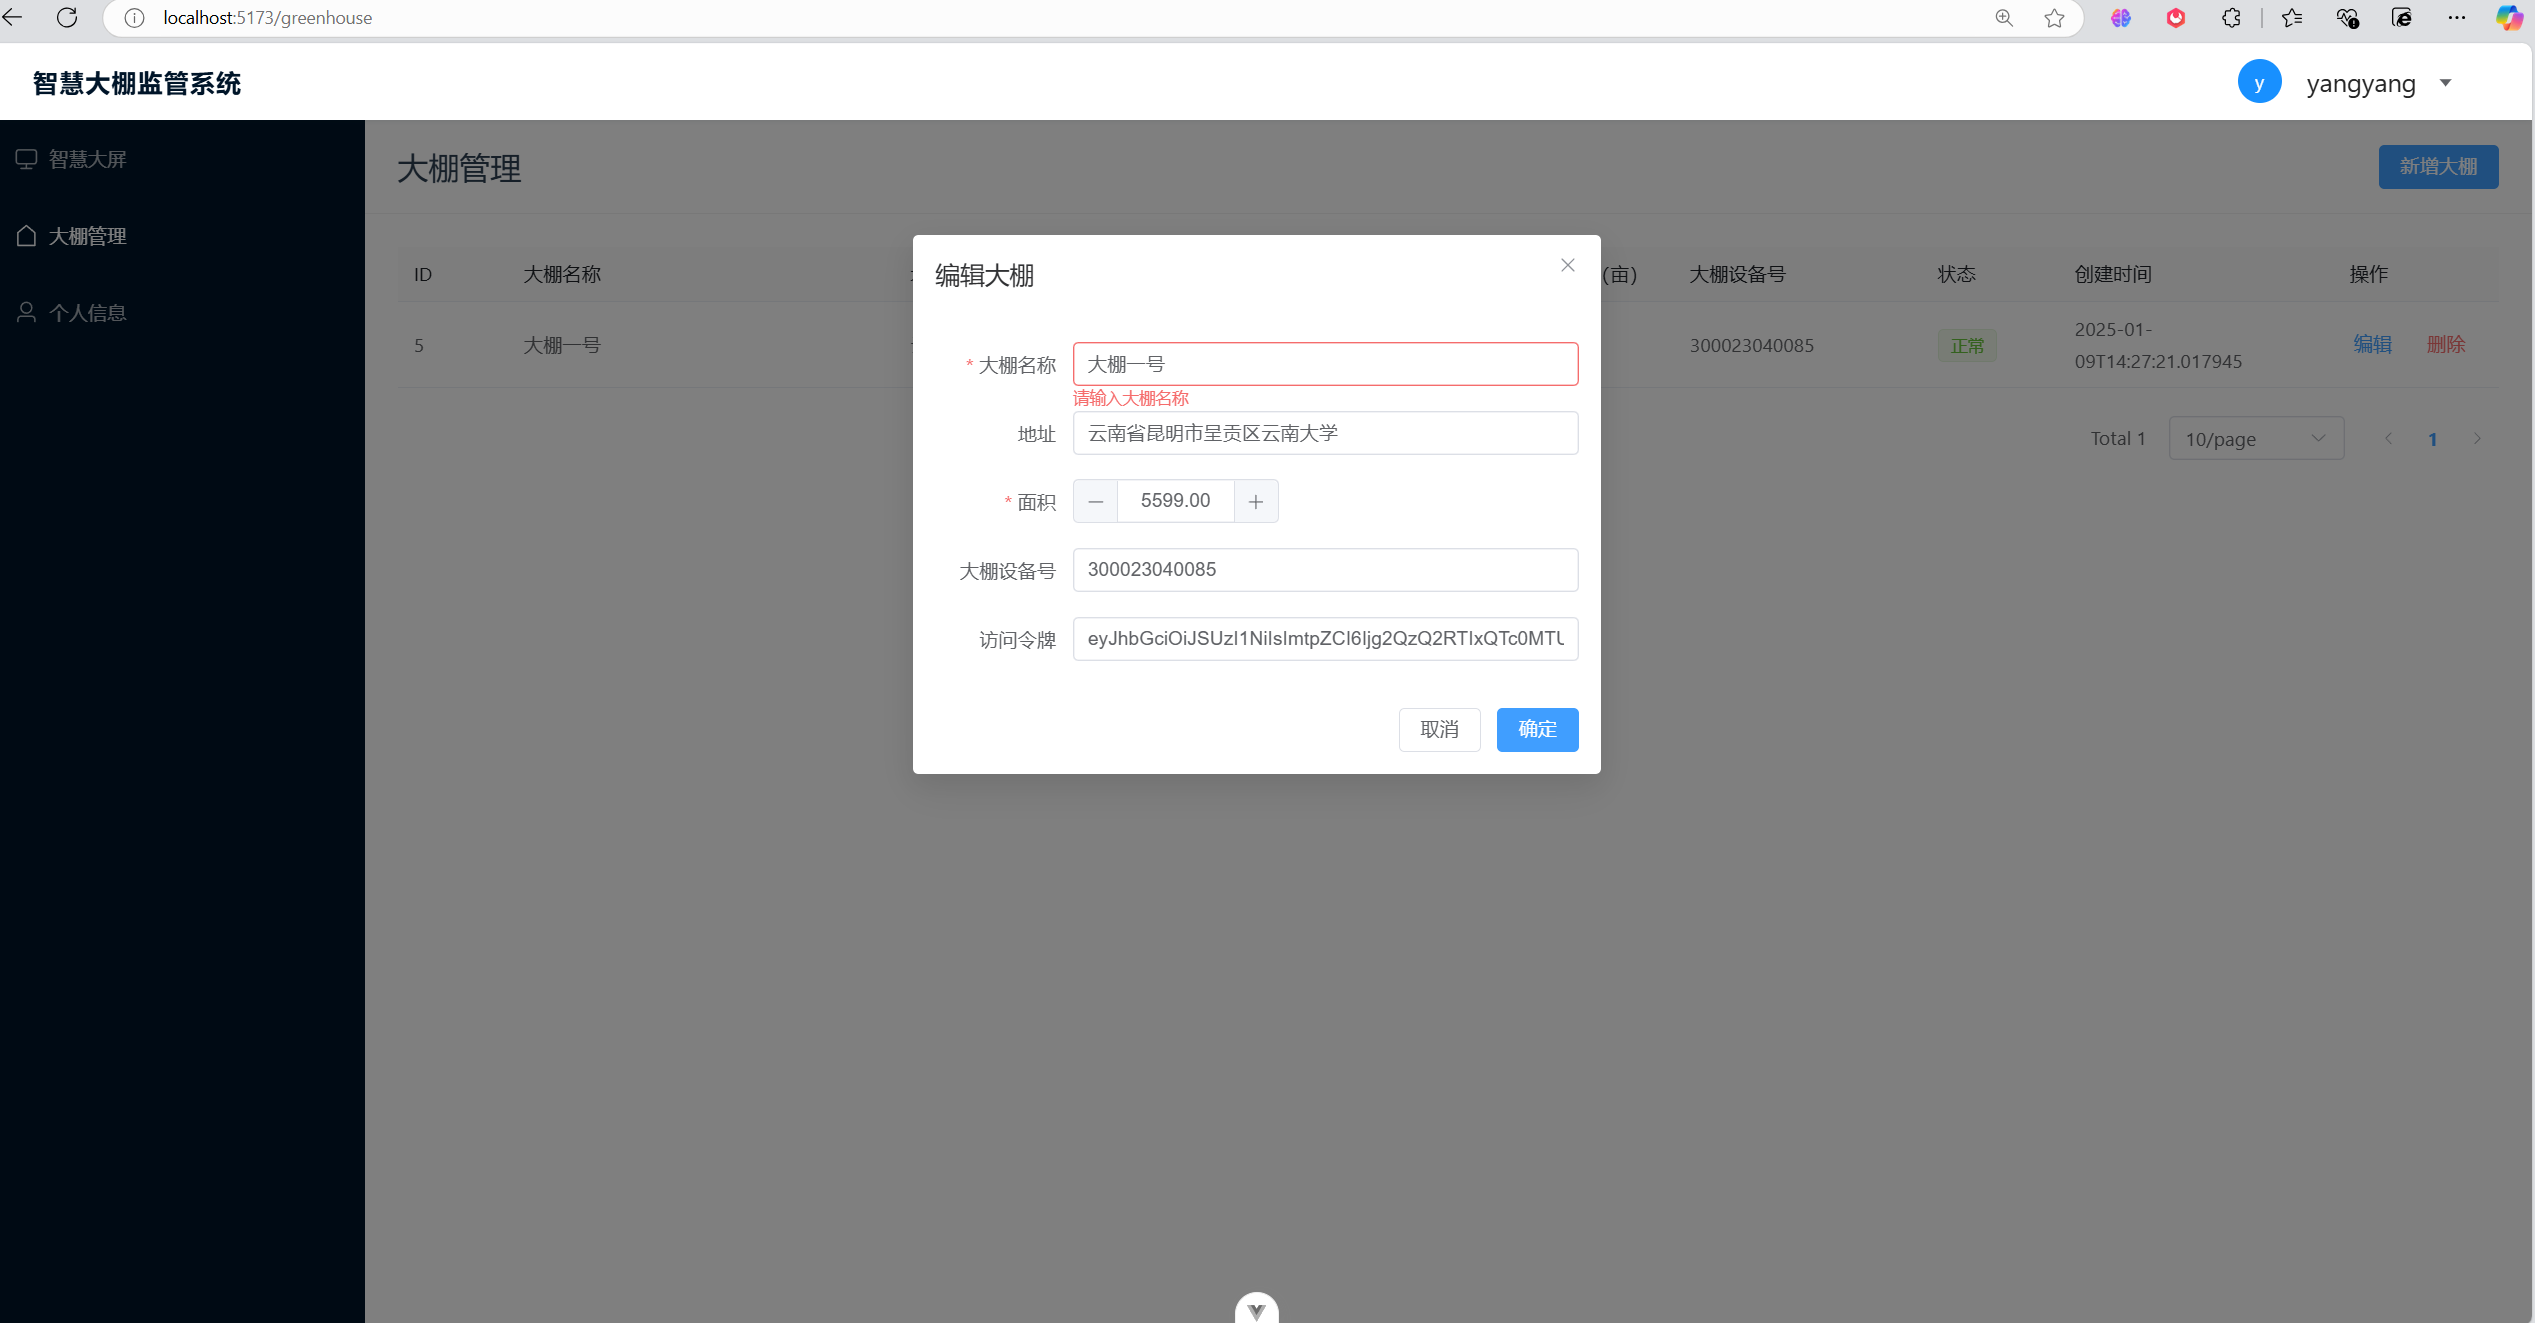 localhost:5173/greenhouse
智慧大棚监管系统
y
yangyang
智慧大屏
大棚管理
个人信息
大棚管理
新增大棚
ID 大棚名称 (亩) 大棚设备号 状态 创建时间 操作
5 大棚一号 300023040085 正常 2025-01-
09T14:27:21.017945 编辑 删除
Total 1 10/page 1
编辑大棚
* 大棚名称 大棚一号
请输入大棚名称
地址 云南省昆明市呈贡区云南大学
* 面积 5599.00
大棚设备号 300023040085
访问令牌 eyJhbGciOiJSUzI1NiIsImtpZCI6Ijg2QzQ2RTIxQTc0MTU
取消 确定